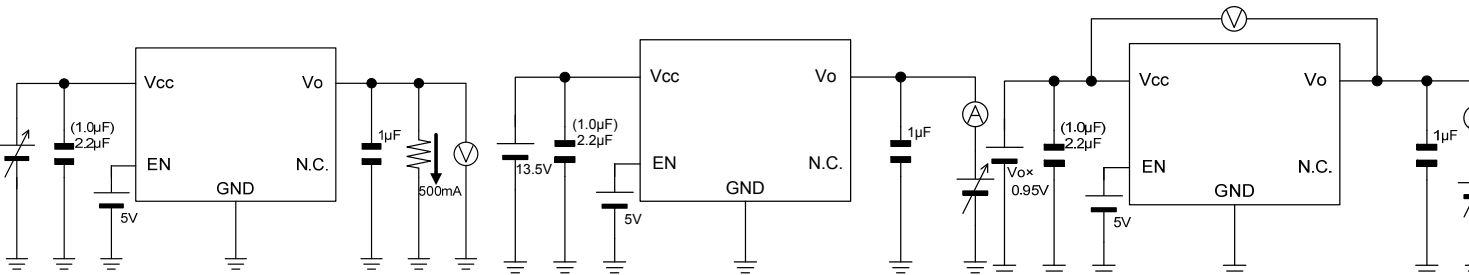 Vcc
Vo
(1.0µF)
2.2µF
1µF
EN
N.C.
GND
500mA
5V
V
Vcc
Vo
(1.0µF)
2.2µF
1µF
A
EN
N.C.
13.5V
GND
5V
V
Vcc
Vo
(1.0µF)
2.2µF
1µF
EN
N.C.
Vo×
0.95V
GND
5V